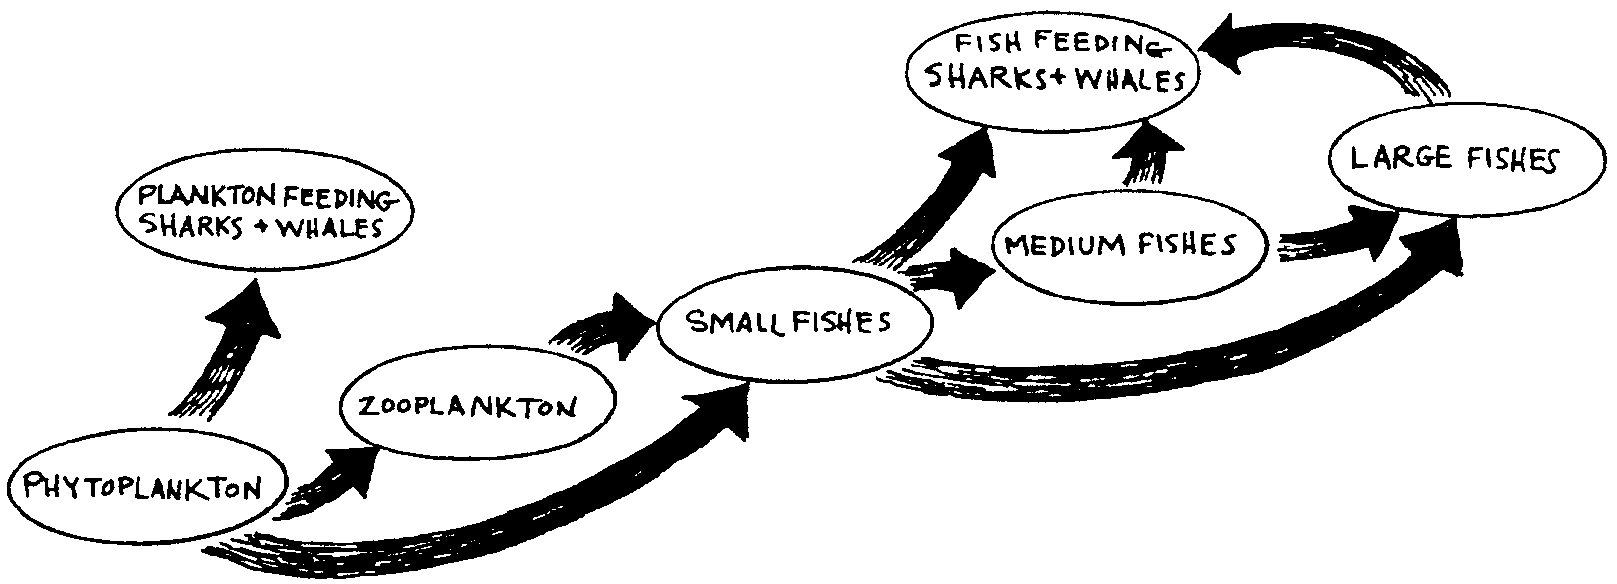 FISH FEEDING
SHARKS + WHALES
LARGE FISHES
PLANKTON FEEDING
SHARKS + WHALES
MEDIUM FISHES
SMALL FISHES
ZOOPLANKTON
PHYTOPLANKTON